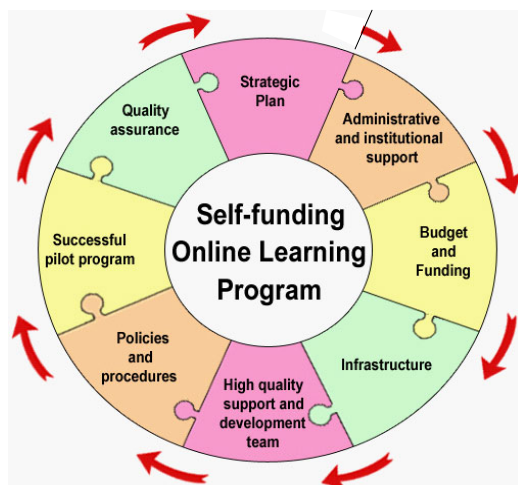 Strategic
Plan
Administrative
and institutional
support
Budget
and
Funding
Infrastructure
High quality
support and
development
team
Policies
and
procedures
Successful
pilot program
Quality
assurance
Self-funding
Online Learning
Program